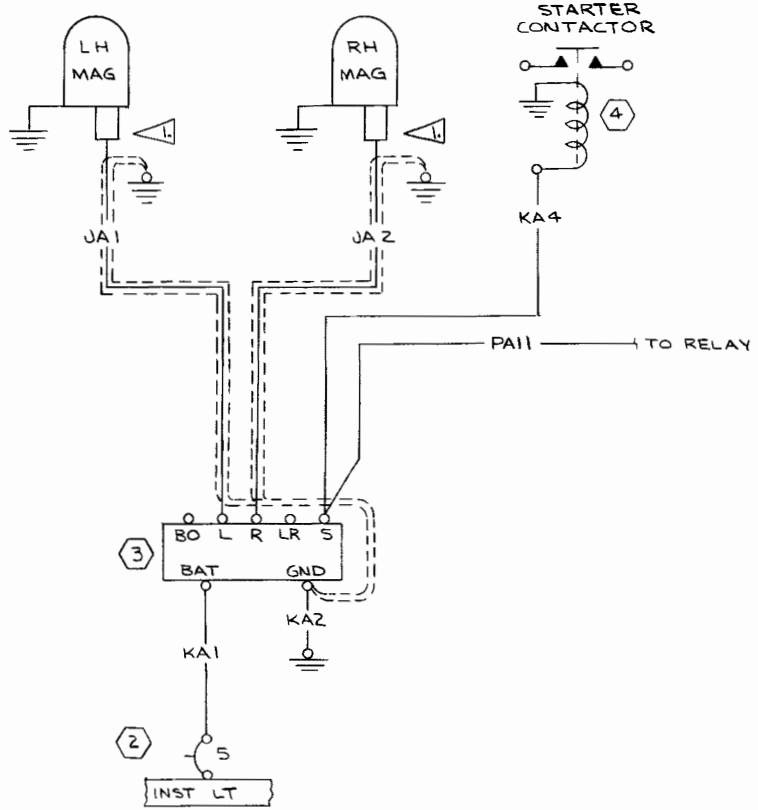 STARTER
CONTACTOR
LH
MAG
RH
MAG
1.
1.
4
JA1
JA2
KA4
PA11
TO RELAY
BO L R LR S
3
BAT GND
KA2
KA1
2
5
INST LT